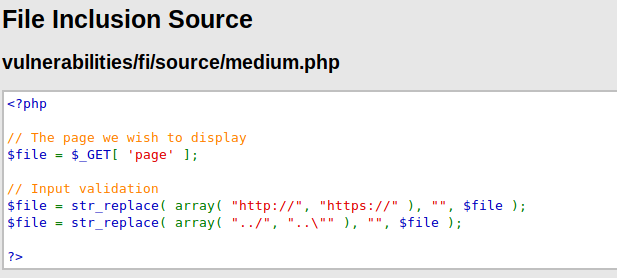 File Inclusion Source
vulnerabilities/fi/source/medium.php
<?php
// The page we wish to display
$file = $_GET[ 'page' ];
// Input validation
$file = str_replace( array( "http://", "https://" ), "", $file );
$file = str_replace( array( "../", "..\"" ), "", $file );
?>